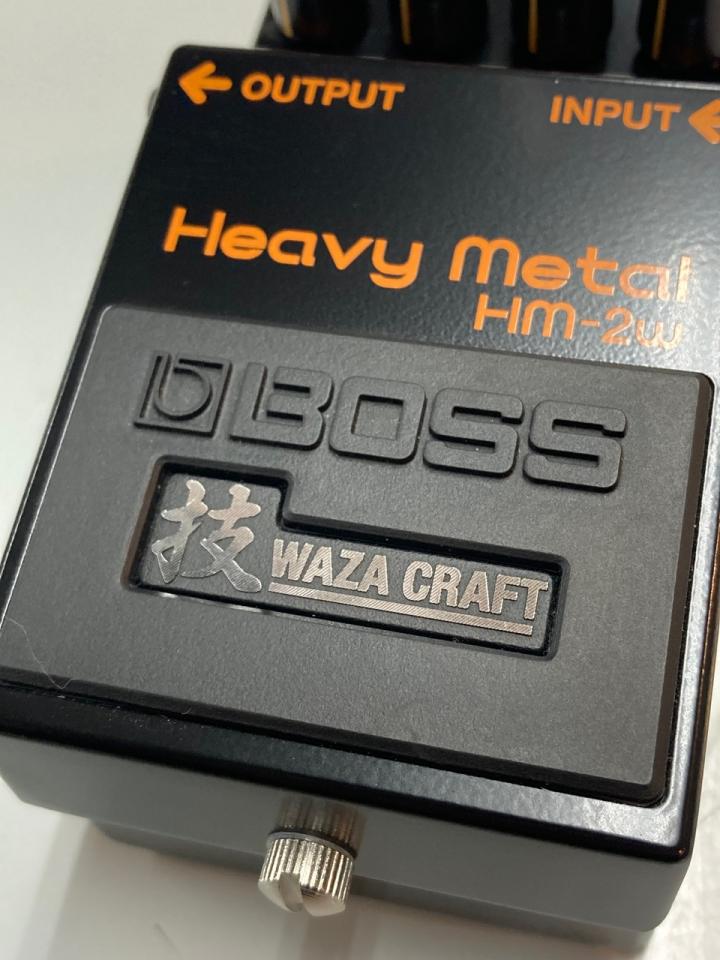 ← OUTPUT
INPUT ←
Heavy Metal
HM-2w
BOSS
技 WAZA CRAFT